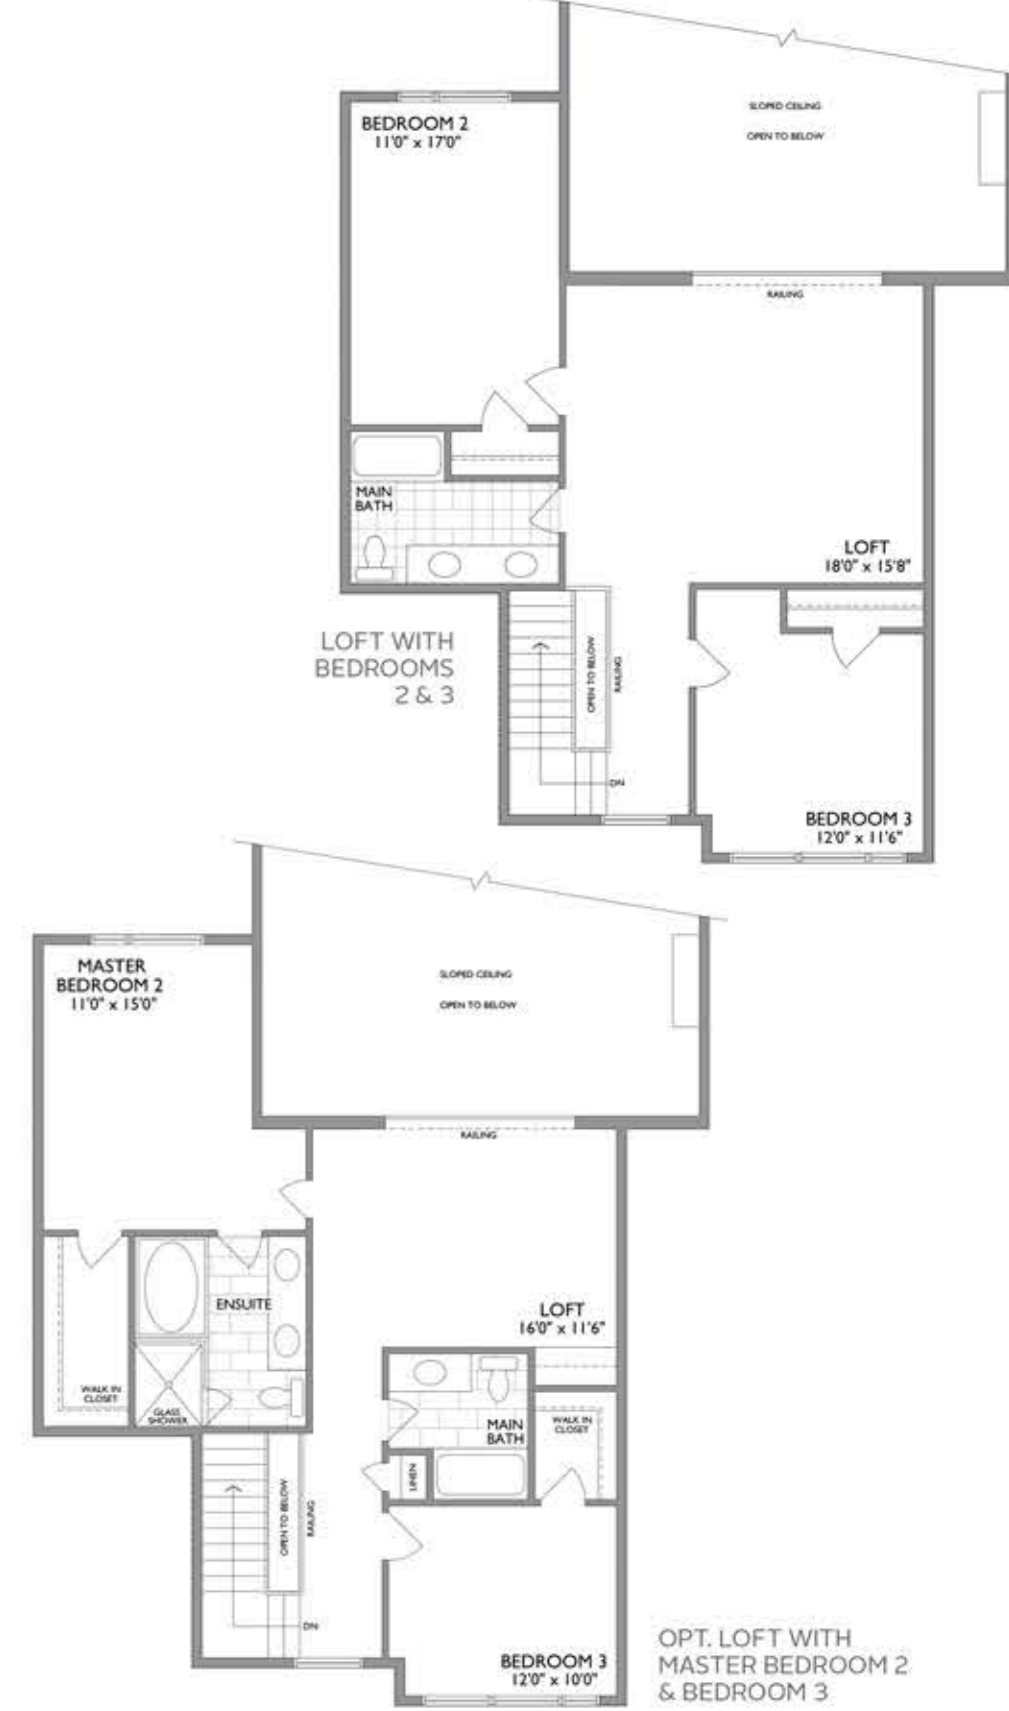 SLOPED CEILING
OPEN TO BELOW
BEDROOM 2
11'0" x 17'0"
RAILING
MAIN
BATH
LOFT
18'0" x 15'8"
LOFT WITH
BEDROOMS
2 & 3
OPEN TO BELOW
RAILING
DN
BEDROOM 3
12'0" x 11'6"
MASTER
BEDROOM 2
11'0" x 15'0"
SLOPED CEILING
OPEN TO BELOW
RAILING
ENSUITE
LOFT
16'0" x 11'6"
WALK IN
CLOSET
GLASS
SHOWER
MAIN
BATH
WALK IN
CLOSET
LINEN
OPEN TO BELOW
RAILING
DN
BEDROOM 3
12'0" x 10'0"
OPT. LOFT WITH
MASTER BEDROOM 2
& BEDROOM 3